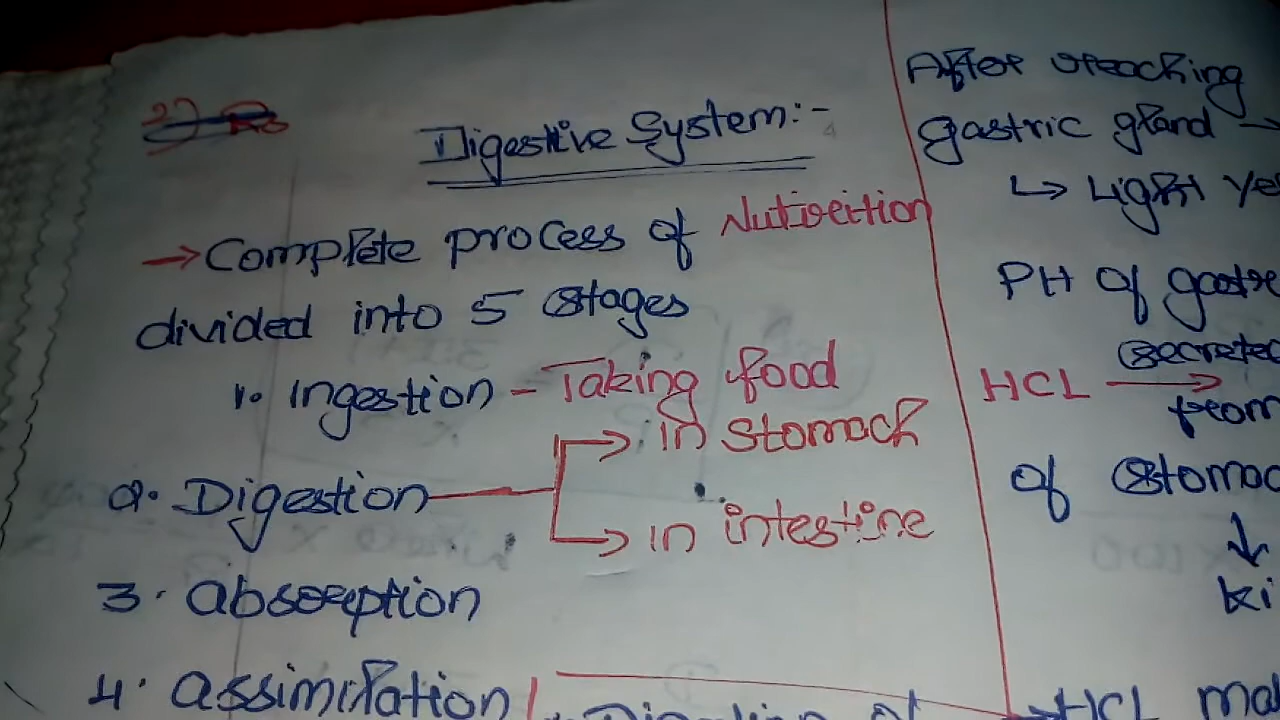 Digestive System:-
→ Complete process of Nutrition
divided into 5 stages
1. Ingestion - Taking food
2. Digestion → in stomach
→ in intestine
3. absorption
4. assimilation
After reaching
gastric gland →
↳ Light
PH of
HCL → secreted
from
of
↓
HCL